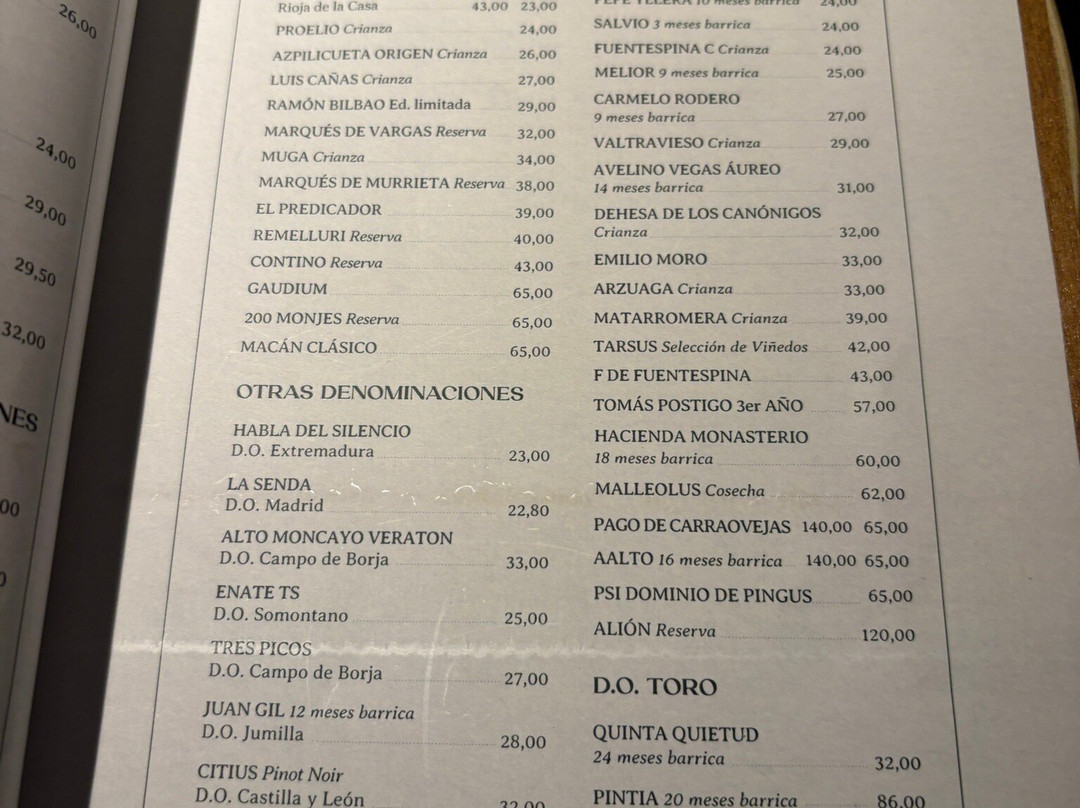 26,00
24,00
29,00
29,50
32,00
NES
00
Rioja de la Casa 43,00 23,00
PROELIO Crianza 24,00
AZPILICUETA ORIGEN Crianza 26,00
LUIS CAÑAS Crianza 27,00
RAMÓN BILBAO Ed. limitada 29,00
MARQUÉS DE VARGAS Reserva 32,00
MUGA Crianza 34,00
MARQUÉS DE MURRIETA Reserva 38,00
EL PREDICADOR 39,00
REMELLURI Reserva 40,00
CONTINO Reserva 43,00
GAUDIUM 65,00
200 MONJES Reserva 65,00
MACÁN CLÁSICO 65,00
OTRAS DENOMINACIONES
HABLA DEL SILENCIO
D.O. Extremadura 23,00
LA SENDA
D.O. Madrid 22,80
ALTO MONCAYO VERATON
D.O. Campo de Borja 33,00
ENATE TS
D.O. Somontano 25,00
TRES PICOS
D.O. Campo de Borja 27,00
JUAN GIL 12 meses barrica
D.O. Jumilla 28,00
CITIUS Pinot Noir
D.O. Castilla y León 32,00
PEPE YLLERA 10 meses barrica 24,00
SALVIO 3 meses barrica 24,00
FUENTESPINA C Crianza 24,00
MELIOR 9 meses barrica 25,00
CARMELO RODERO
9 meses barrica 27,00
VALTRAVIESO Crianza 29,00
AVELINO VEGAS ÁUREO
14 meses barrica 31,00
DEHESA DE LOS CANÓNIGOS
Crianza 32,00
EMILIO MORO 33,00
ARZUAGA Crianza 33,00
MATARROMERA Crianza 39,00
TARSUS Selección de Viñedos 42,00
F DE FUENTESPINA 43,00
TOMÁS POSTIGO 3er AÑO 57,00
HACIENDA MONASTERIO
18 meses barrica 60,00
MALLEOLUS Cosecha 62,00
PAGO DE CARRAOVEJAS 140,00 65,00
AALTO 16 meses barrica 140,00 65,00
PSI DOMINIO DE PINGUS 65,00
ALIÓN Reserva 120,00
D.O. TORO
QUINTA QUIETUD
24 meses barrica 32,00
PINTIA 20 meses barrica 86,00